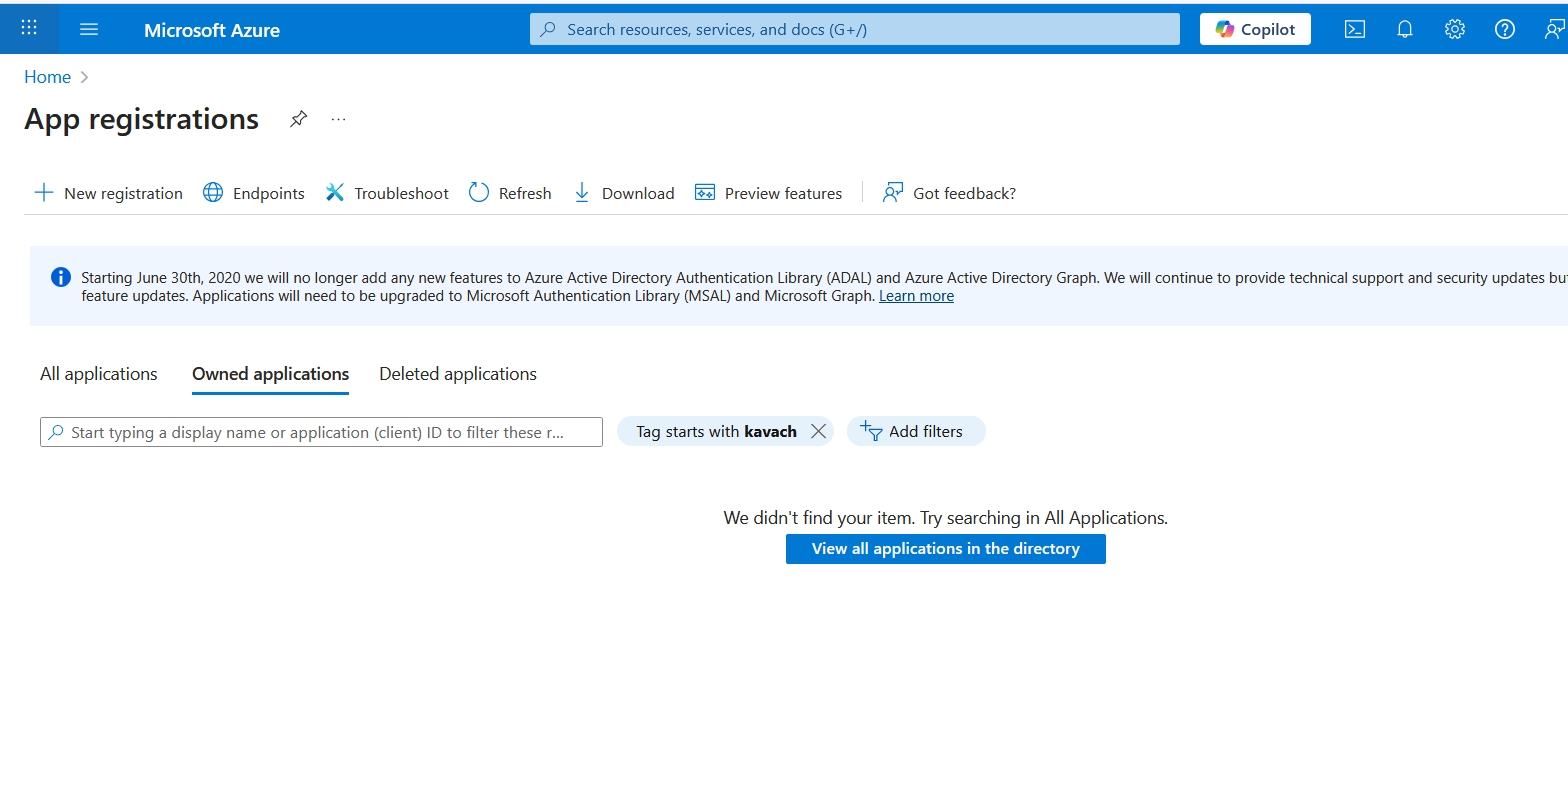 Microsoft Azure
Search resources, services, and docs (G+/)
Copilot
Home
App registrations
New registration
Endpoints
Troubleshoot
Refresh
Download
Preview features
Got feedback?
Starting June 30th, 2020 we will no longer add any new features to Azure Active Directory Authentication Library (ADAL) and Azure Active Directory Graph. We will continue to provide technical support and security updates
feature updates. Applications will need to be upgraded to Microsoft Authentication Library (MSAL) and Microsoft Graph. Learn more
All applications
Owned applications
Deleted applications
Start typing a display name or application (client) ID to filter these r...
Tag starts with kavach
Add filters
We didn't find your item. Try searching in All Applications.
View all applications in the directory